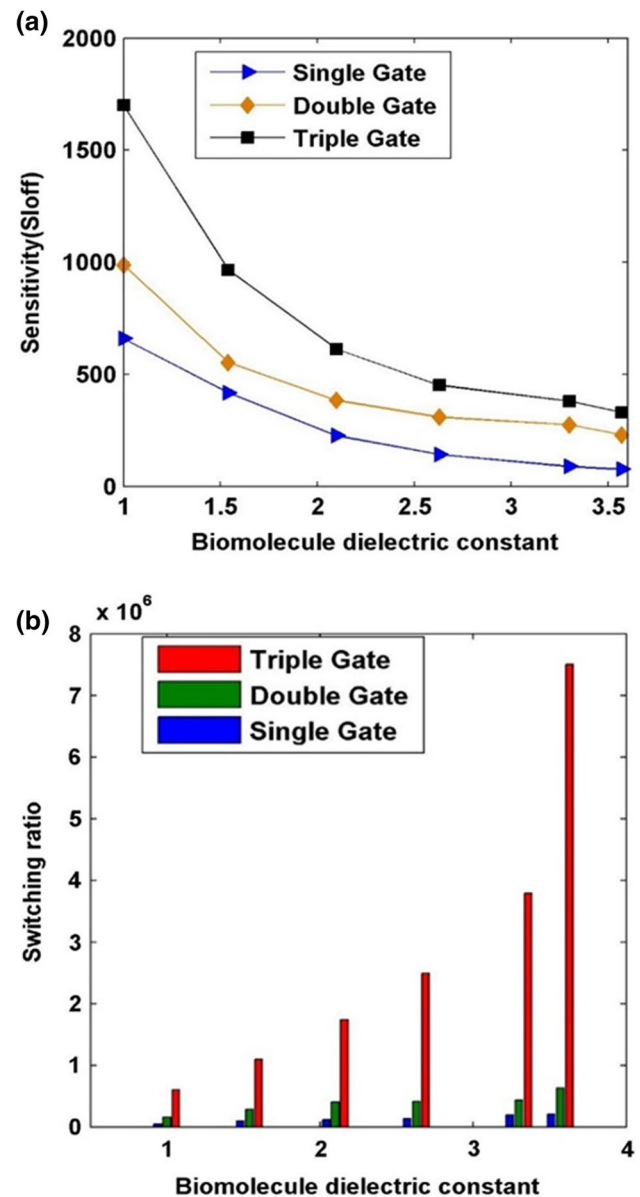 (a)
2000
1500
1000
500
0
Sensitivity(Sloff)
Single Gate
Double Gate
Triple Gate
1 1.5 2 2.5 3 3.5
Biomolecule dielectric constant
(b)
x 10^6
8
7
6
5
4
3
2
1
0
Switching ratio
Triple Gate
Double Gate
Single Gate
1 2 3 4
Biomolecule dielectric constant